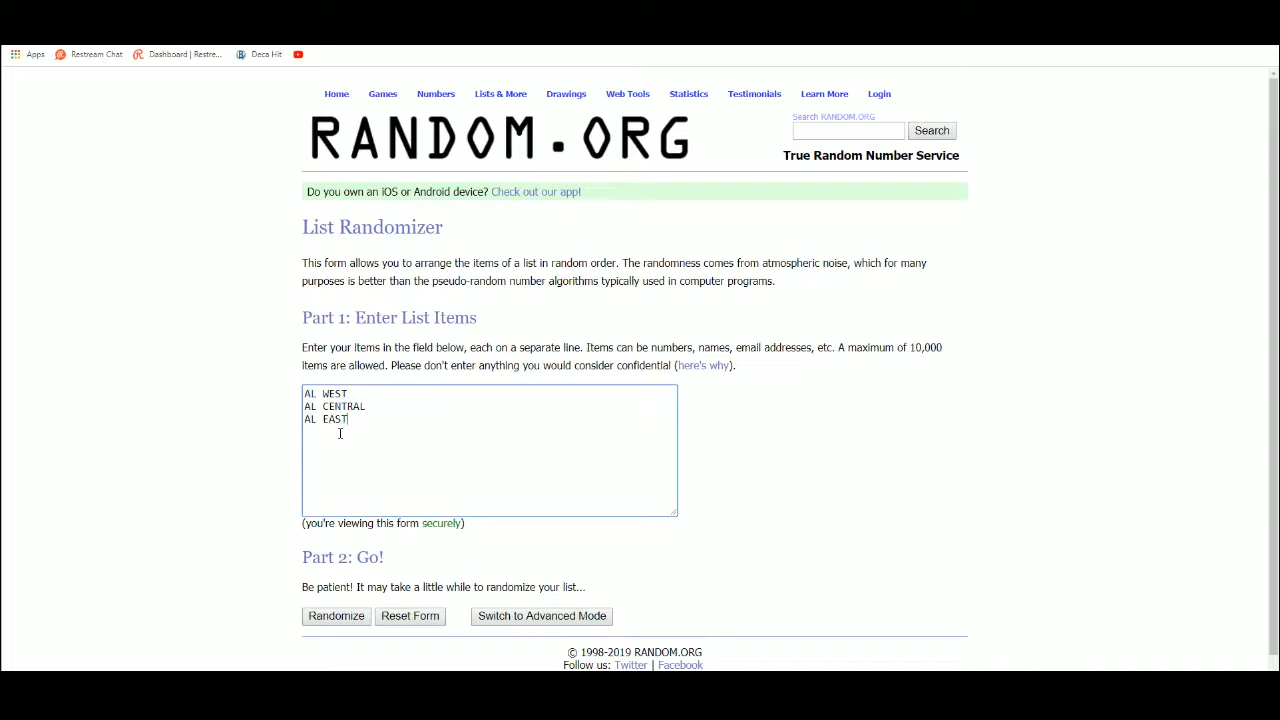 Apps Restream Chat Dashboard | Restre... Deca Hit
Home Games Numbers Lists & More Drawings Web Tools Statistics Testimonials Learn More Login
RANDOM.ORG
Search RANDOM.ORG
Search
True Random Number Service
Do you own an iOS or Android device? Check out our app!
List Randomizer
This form allows you to arrange the items of a list in random order. The randomness comes from atmospheric noise, which for many
purposes is better than the pseudo-random number algorithms typically used in computer programs.
Part 1: Enter List Items
Enter your items in the field below, each on a separate line. Items can be numbers, names, email addresses, etc. A maximum of 10,000
items are allowed. Please don't enter anything you would consider confidential (here's why).
AL WEST
AL CENTRAL
AL EAST
(you're viewing this form securely)
Part 2: Go!
Be patient! It may take a little while to randomize your list...
Randomize Reset Form Switch to Advanced Mode
© 1998-2019 RANDOM.ORG
Follow us: Twitter | Facebook